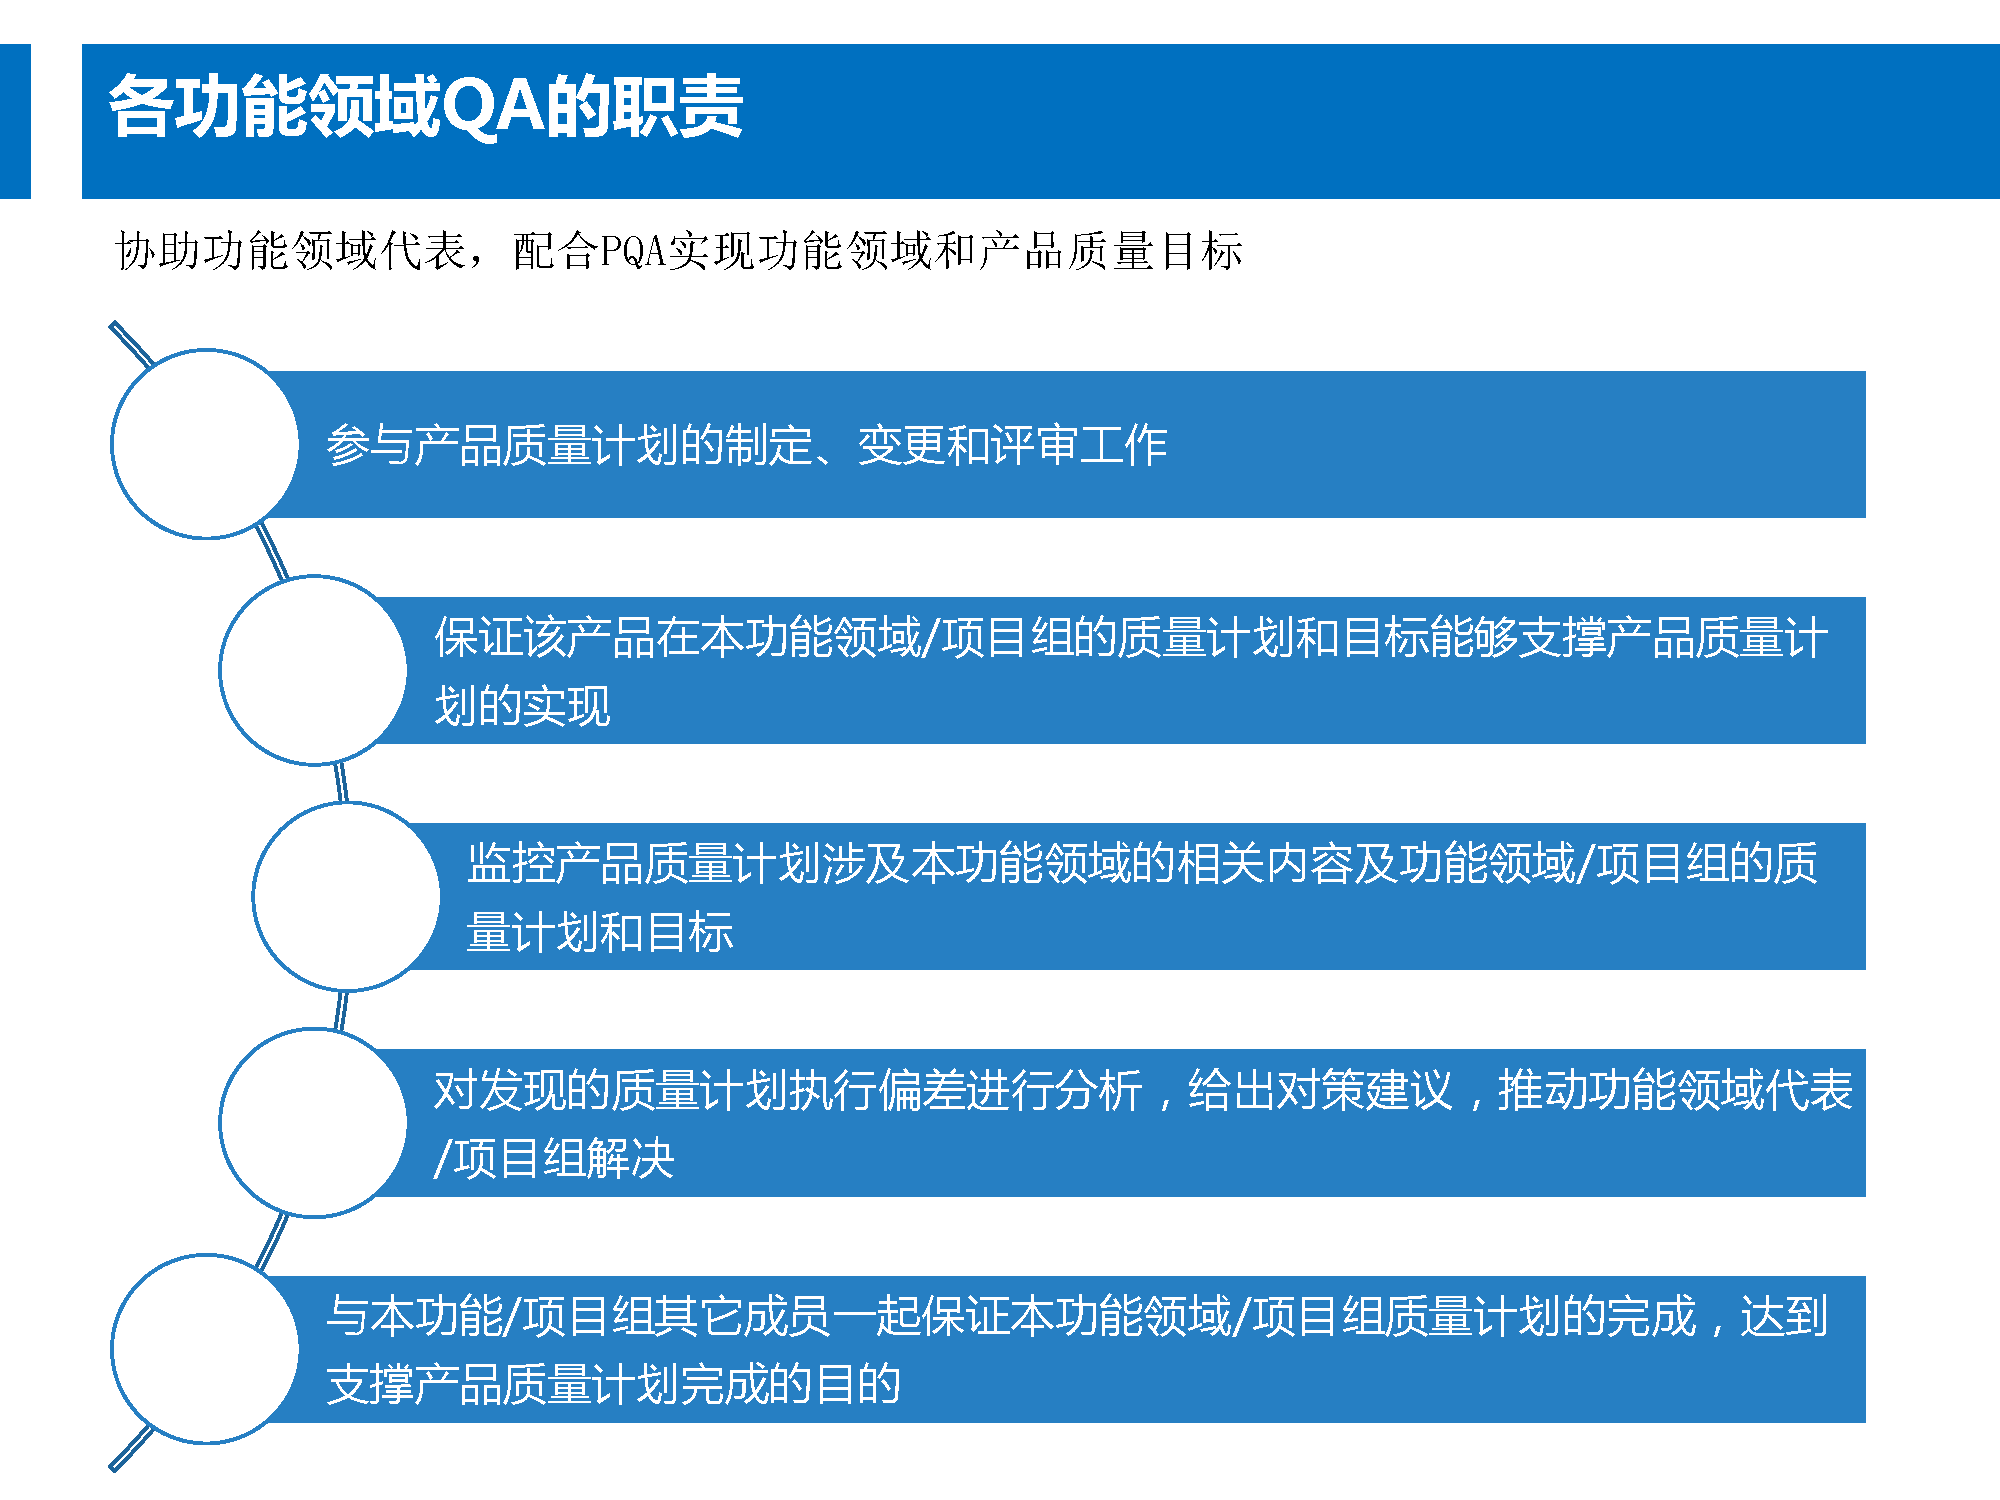 各功能领域QA的职责
协助功能领域代表，配合PQA实现功能领域和产品质量目标
参与产品质量计划的制定、变更和评审工作
保证该产品在本功能领域/项目组的质量计划和目标能够支撑产品质量计
划的实现
监控产品质量计划涉及本功能领域的相关内容及功能领域/项目组的质
量计划和目标
对发现的质量计划执行偏差进行分析，给出对策建议，推动功能领域代表
/项目组解决
与本功能/项目组其它成员一起保证本功能领域/项目组质量计划的完成，达到
支撑产品质量计划完成的目的